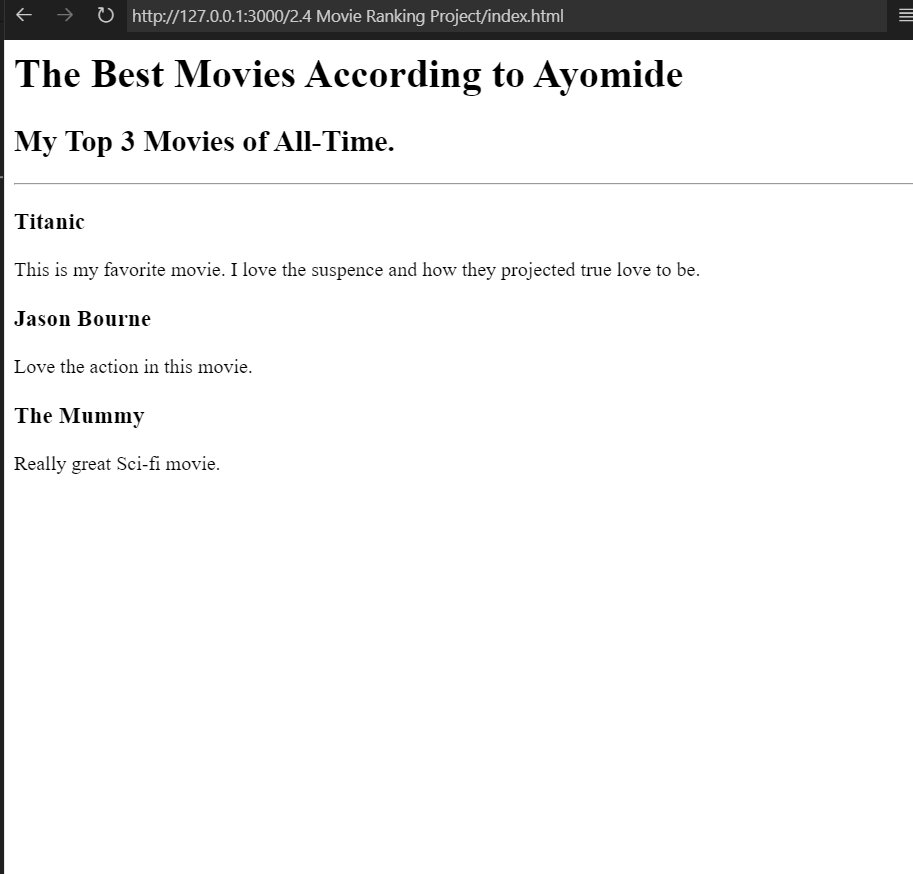 http://127.0.0.1:3000/2.4 Movie Ranking Project/index.html
The Best Movies According to Ayomide
My Top 3 Movies of All-Time.
Titanic
This is my favorite movie. I love the suspence and how they projected true love to be.
Jason Bourne
Love the action in this movie.
The Mummy
Really great Sci-fi movie.